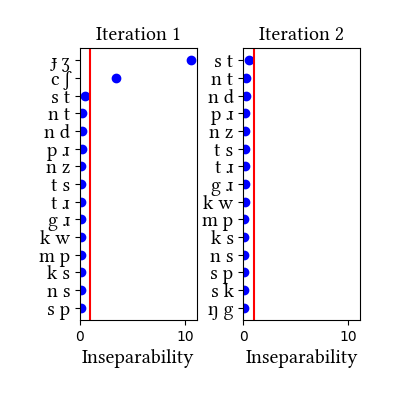 Iteration 1
ɟ ʒ
c ʃ
s t
n t
n d
p ɹ
n z
t s
t ɹ
g ɹ
k w
m p
k s
n s
s p
0 10
Inseparability
Iteration 2
s t
n t
n d
p ɹ
n z
t s
t ɹ
g ɹ
k w
m p
k s
n s
s p
s k
ŋ g
0 10
Inseparability